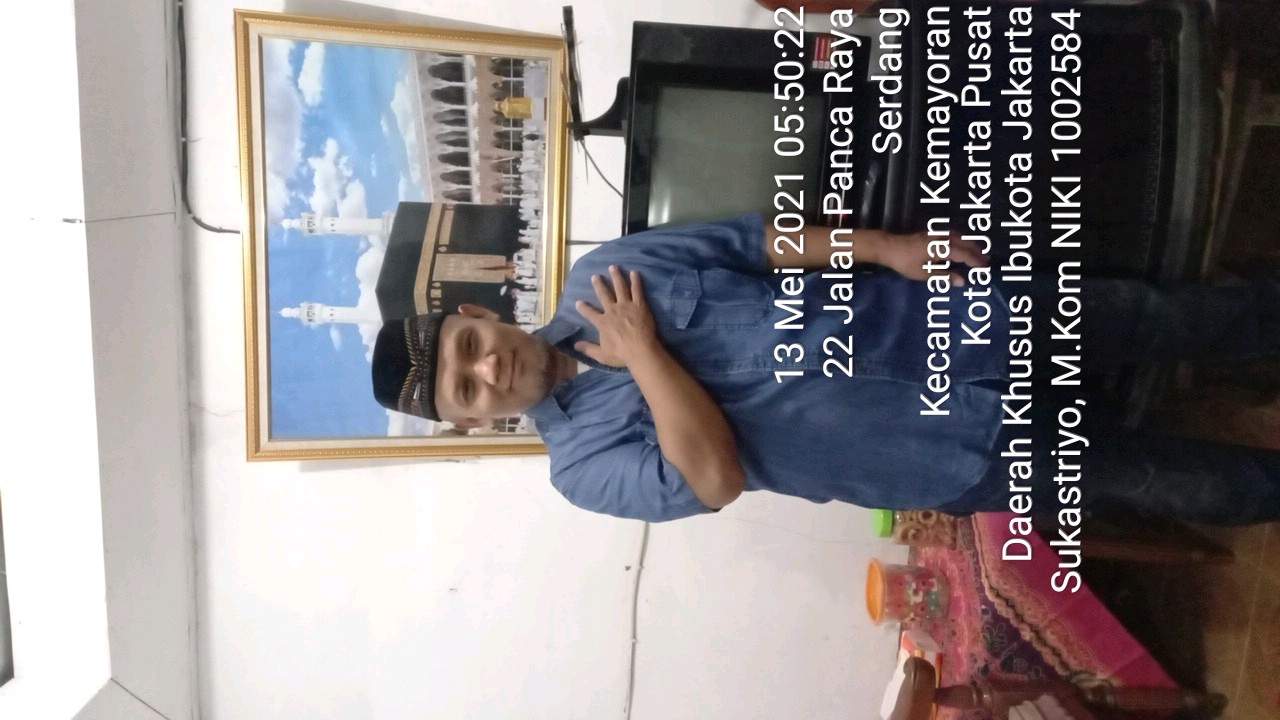 13 Mei 2021 05:50:22
22 Jalan Panca Raya
Serdang
Kecamatan Kemayoran
Kota Jakarta Pusat
Daerah Khusus Ibukota Jakarta
Sukastriyo, M.Kom NIKI 1002584